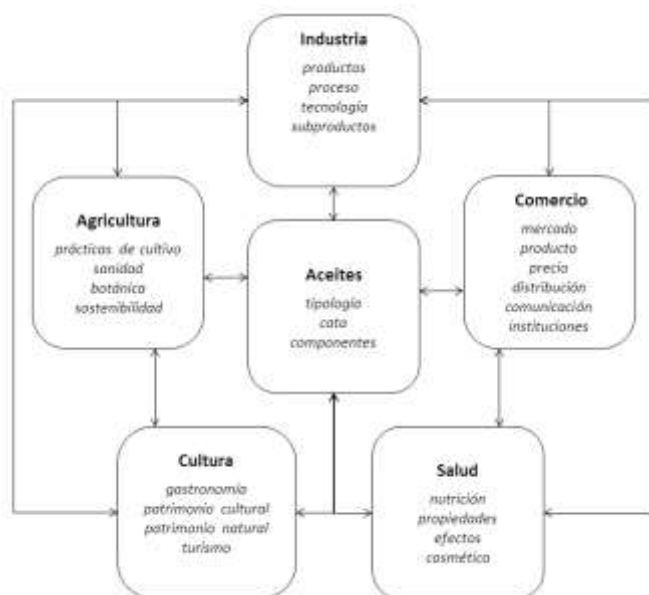 Industria
productos
proceso
tecnología
subproductos
Agricultura
prácticas de cultivo
sanidad
botánica
sostenibilidad
Aceites
tipología
cata
componentes
Comercio
mercado
producto
precio
distribución
comunicación
instituciones
Cultura
gastronomía
patrimonio cultural
patrimonio natural
turismo
Salud
nutrición
propiedades
efectos
cosmética